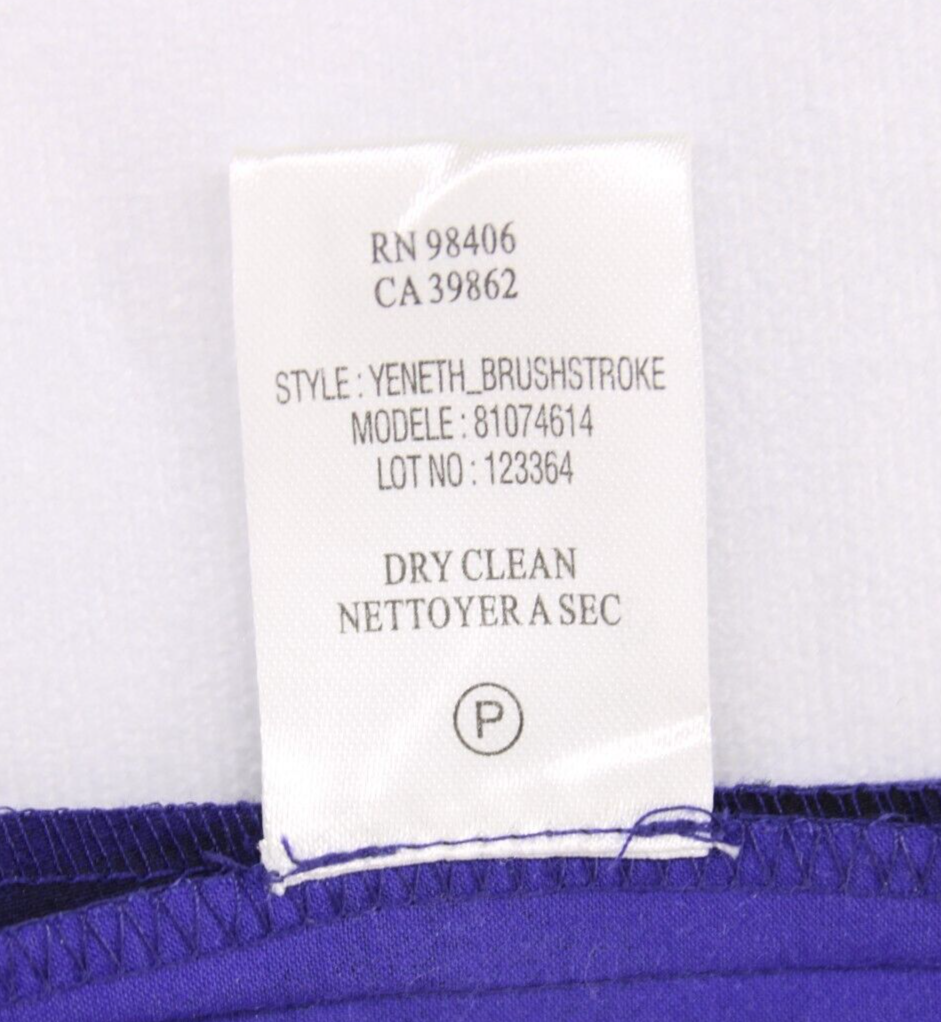 RN 98406
CA 39862
STYLE : YENETH_BRUSHSTROKE
MODELE : 81074614
LOT NO : 123364
DRY CLEAN
NETTOYER A SEC
P